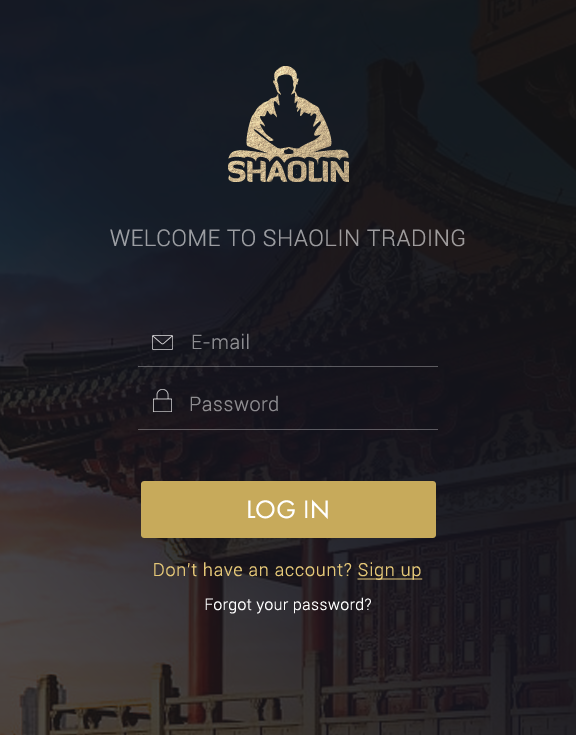 SHAOLIN
WELCOME TO SHAOLIN TRADING
E-mail
Password
LOG IN
Don't have an account? Sign up
Forgot your password?